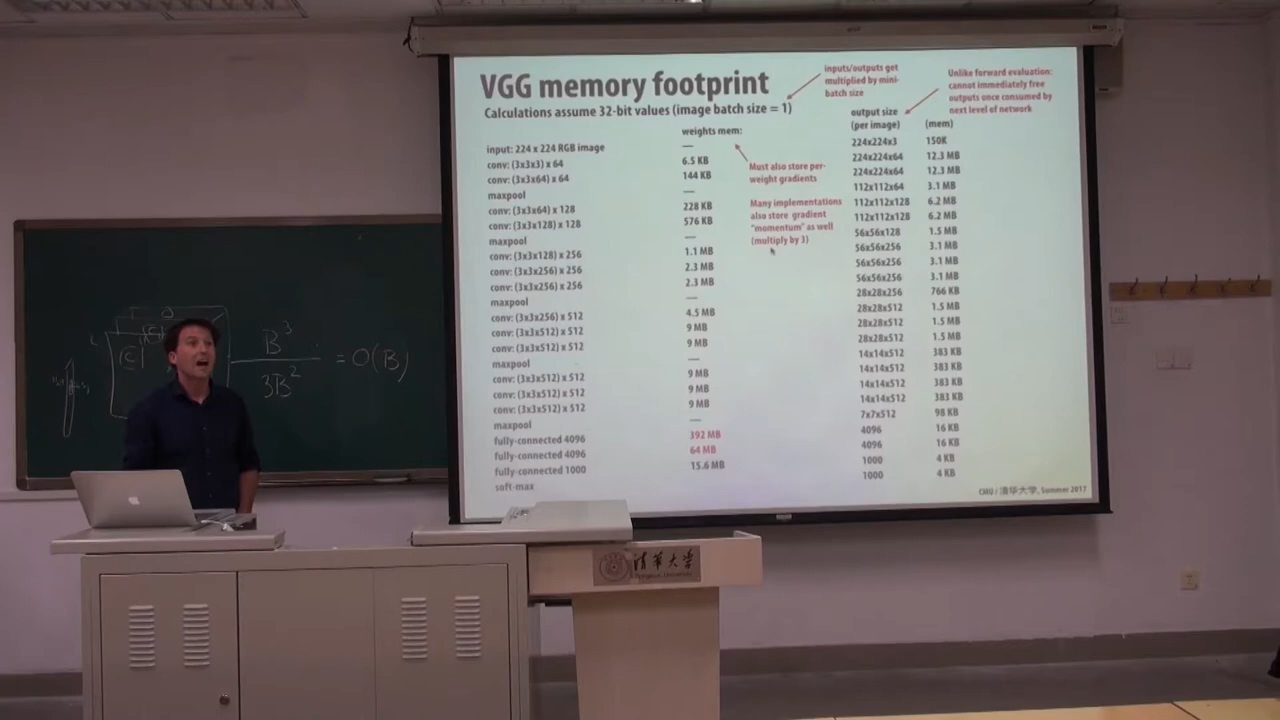 VGG memory footprint
Calculations assume 32-bit values (image batch size = 1)
inputs/outputs get
multiplied by mini-
batch size
Unlike forward evaluation:
cannot immediately free
outputs once consumed by
next level of network
weights mem:
output size
(per image)
(mem)
Must also store per-
weight gradients
Many implementations
also store gradient
"momentum" as well
(multiply by 3)
input: 224 x 224 RGB image — 224x224x3 150K
conv: (3x3x3) x 64 6.5 KB 224x224x64 12.3 MB
conv: (3x3x64) x 64 144 KB 224x224x64 12.3 MB
maxpool — 112x112x64 3.1 MB
conv: (3x3x64) x 128 228 KB 112x112x128 6.2 MB
conv: (3x3x128) x 128 576 KB 112x112x128 6.2 MB
maxpool — 56x56x128 1.5 MB
conv: (3x3x128) x 256 1.1 MB 56x56x256 3.1 MB
conv: (3x3x256) x 256 2.3 MB 56x56x256 3.1 MB
conv: (3x3x256) x 256 2.3 MB 56x56x256 3.1 MB
maxpool — 28x28x256 766 KB
conv: (3x3x256) x 512 4.5 MB 28x28x512 1.5 MB
conv: (3x3x512) x 512 9 MB 28x28x512 1.5 MB
conv: (3x3x512) x 512 9 MB 28x28x512 1.5 MB
maxpool — 14x14x512 383 KB
conv: (3x3x512) x 512 9 MB 14x14x512 383 KB
conv: (3x3x512) x 512 9 MB 14x14x512 383 KB
conv: (3x3x512) x 512 9 MB 14x14x512 383 KB
maxpool — 7x7x512 98 KB
fully-connected 4096 392 MB 4096 16 KB
fully-connected 4096 64 MB 4096 16 KB
fully-connected 1000 15.6 MB 1000 4 KB
soft-max 1000 4 KB
CMU / 清华大学, Summer 2017
B³
3B²
= O(B)
清华大学
Tsinghua University